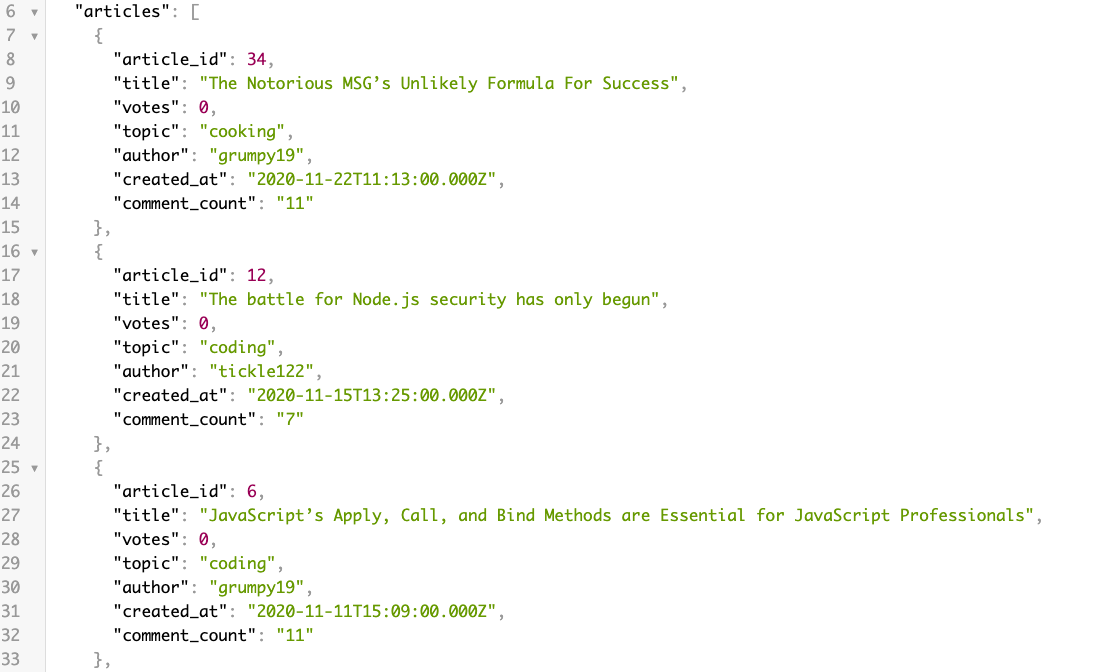 6 ▾ "articles": [
7 ▾ {
8 "article_id": 34,
9 "title": "The Notorious MSG’s Unlikely Formula For Success",
10 "votes": 0,
11 "topic": "cooking",
12 "author": "grumpy19",
13 "created_at": "2020-11-22T11:13:00.000Z",
14 "comment_count": "11"
15 },
16 ▾ {
17 "article_id": 12,
18 "title": "The battle for Node.js security has only begun",
19 "votes": 0,
20 "topic": "coding",
21 "author": "tickle122",
22 "created_at": "2020-11-15T13:25:00.000Z",
23 "comment_count": "7"
24 },
25 ▾ {
26 "article_id": 6,
27 "title": "JavaScript’s Apply, Call, and Bind Methods are Essential for JavaScript Professionals",
28 "votes": 0,
29 "topic": "coding",
30 "author": "grumpy19",
31 "created_at": "2020-11-11T15:09:00.000Z",
32 "comment_count": "11"
33 },